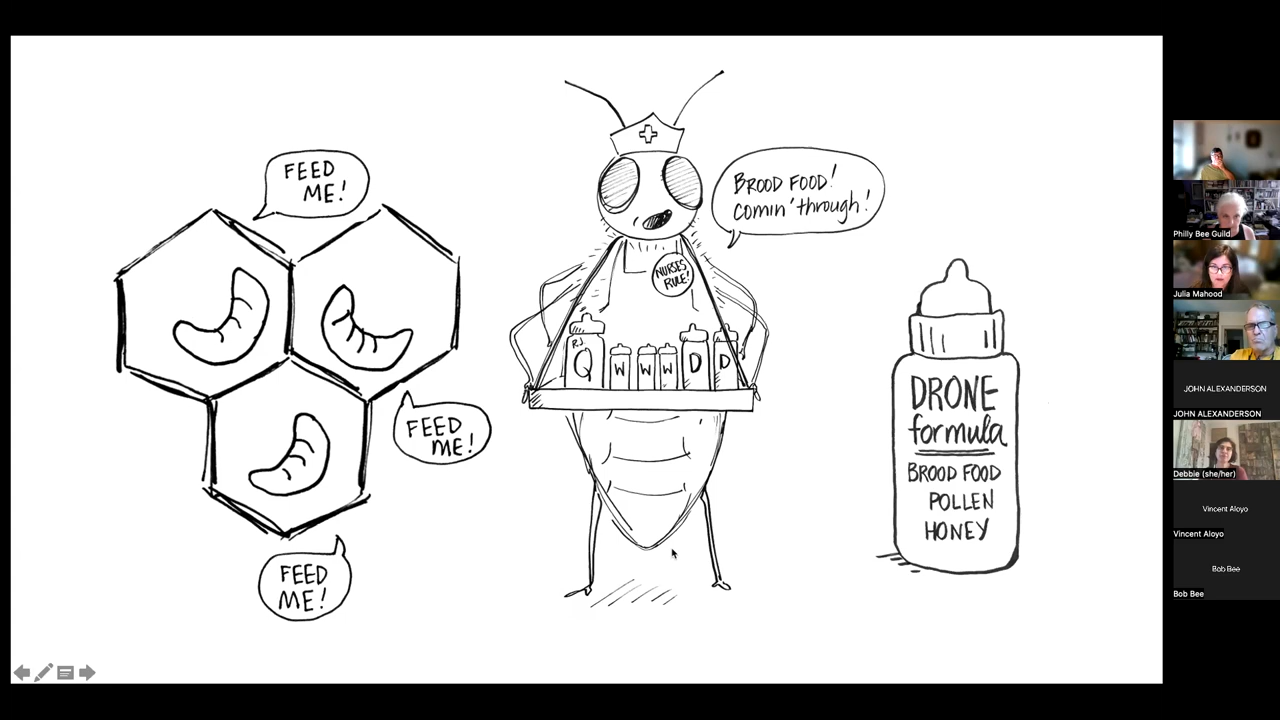 FEED
ME!
FEED
ME!
FEED
ME!
BROOD FOOD!
comin' through!
NURSES
RULE!
R.J.
Q
W
W
W
D
D
DRONE
formula
BROOD FOOD
POLLEN
HONEY
Philly Bee Guild
Julia Mahood
JOHN ALEXANDERSON
JOHN ALEXANDERSON
Debbie (she/her)
Vincent Aloyo
Vincent Aloyo
Bob Bee
Bob Bee